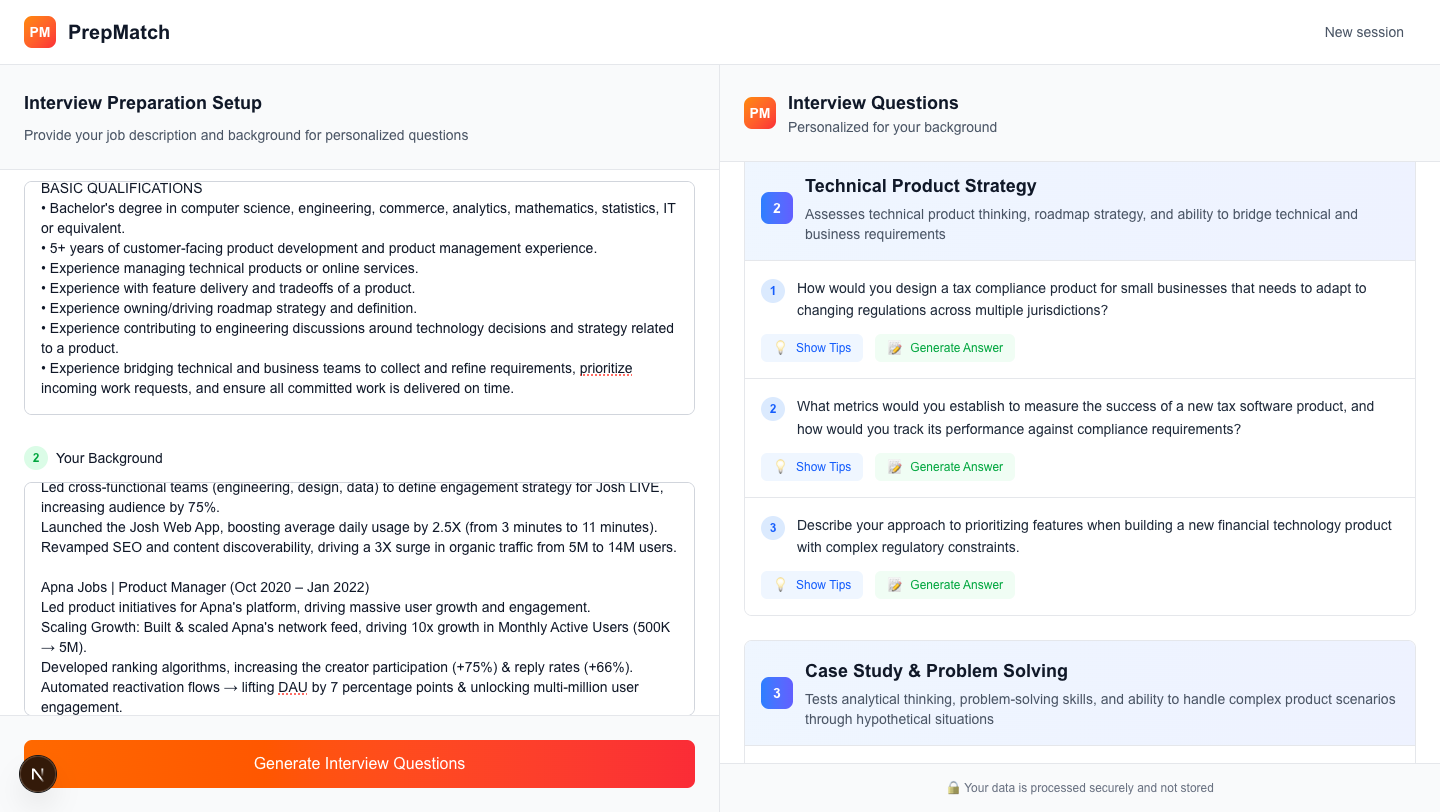 PM PrepMatch
New session
Interview Preparation Setup
Provide your job description and background for personalized questions
BASIC QUALIFICATIONS
• Bachelor's degree in computer science, engineering, commerce, analytics, mathematics, statistics, IT
or equivalent.
• 5+ years of customer-facing product development and product management experience.
• Experience managing technical products or online services.
• Experience with feature delivery and tradeoffs of a product.
• Experience owning/driving roadmap strategy and definition.
• Experience contributing to engineering discussions around technology decisions and strategy related
to a product.
• Experience bridging technical and business teams to collect and refine requirements, prioritize
incoming work requests, and ensure all committed work is delivered on time.
2 Your Background
Led cross-functional teams (engineering, design, data) to define engagement strategy for Josh LIVE,
increasing audience by 75%.
Launched the Josh Web App, boosting average daily usage by 2.5X (from 3 minutes to 11 minutes).
Revamped SEO and content discoverability, driving a 3X surge in organic traffic from 5M to 14M users.
Apna Jobs | Product Manager (Oct 2020 – Jan 2022)
Led product initiatives for Apna's platform, driving massive user growth and engagement.
Scaling Growth: Built & scaled Apna's network feed, driving 10x growth in Monthly Active Users (500K
→ 5M).
Developed ranking algorithms, increasing the creator participation (+75%) & reply rates (+66%).
Automated reactivation flows → lifting DAU by 7 percentage points & unlocking multi-million user
engagement.
Generate Interview Questions
N
PM
Interview Questions
Personalized for your background
2
Technical Product Strategy
Assesses technical product thinking, roadmap strategy, and ability to bridge technical and
business requirements
1 How would you design a tax compliance product for small businesses that needs to adapt to
changing regulations across multiple jurisdictions?
💡 Show Tips 📝 Generate Answer
2 What metrics would you establish to measure the success of a new tax software product, and
how would you track its performance against compliance requirements?
💡 Show Tips 📝 Generate Answer
3 Describe your approach to prioritizing features when building a new financial technology product
with complex regulatory constraints.
💡 Show Tips 📝 Generate Answer
3
Case Study & Problem Solving
Tests analytical thinking, problem-solving skills, and ability to handle complex product scenarios
through hypothetical situations
🔒 Your data is processed securely and not stored